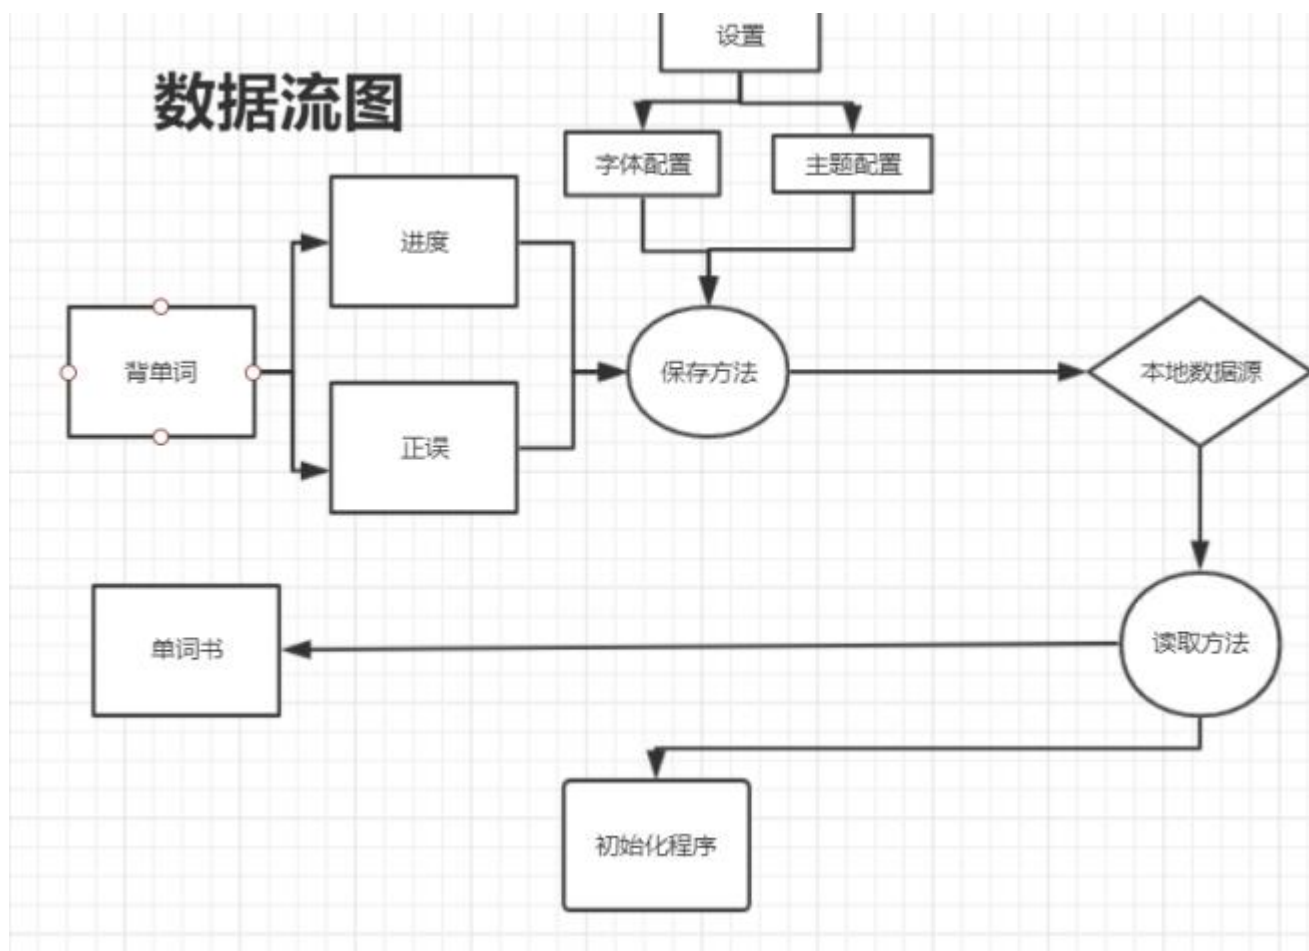 设置
数据流图
字体配置
主题配置
进度
背单词
保存方法
本地数据源
正误
单词书
读取方法
初始化程序